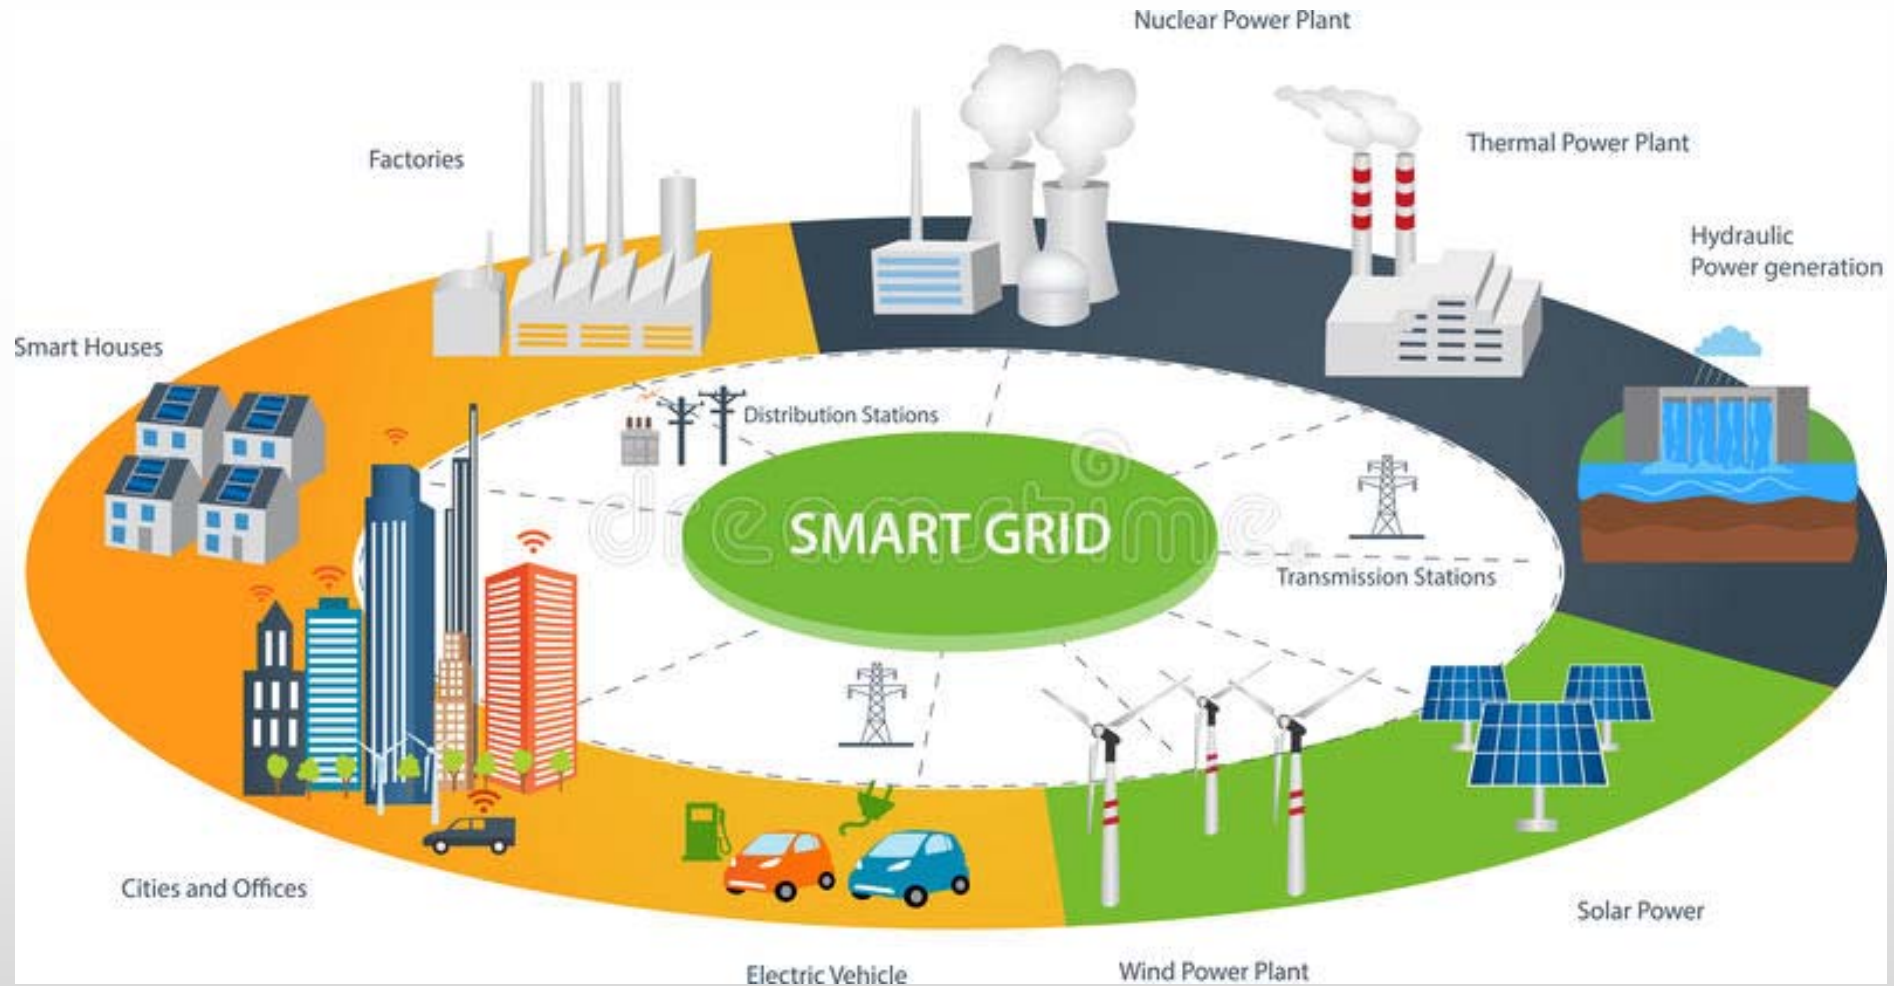 Nuclear Power Plant
Factories
Thermal Power Plant
Hydraulic
Power generation
Smart Houses
Distribution Stations
SMART GRID
dreamstime.
Transmission Stations
Cities and Offices
Solar Power
Electric Vehicle
Wind Power Plant